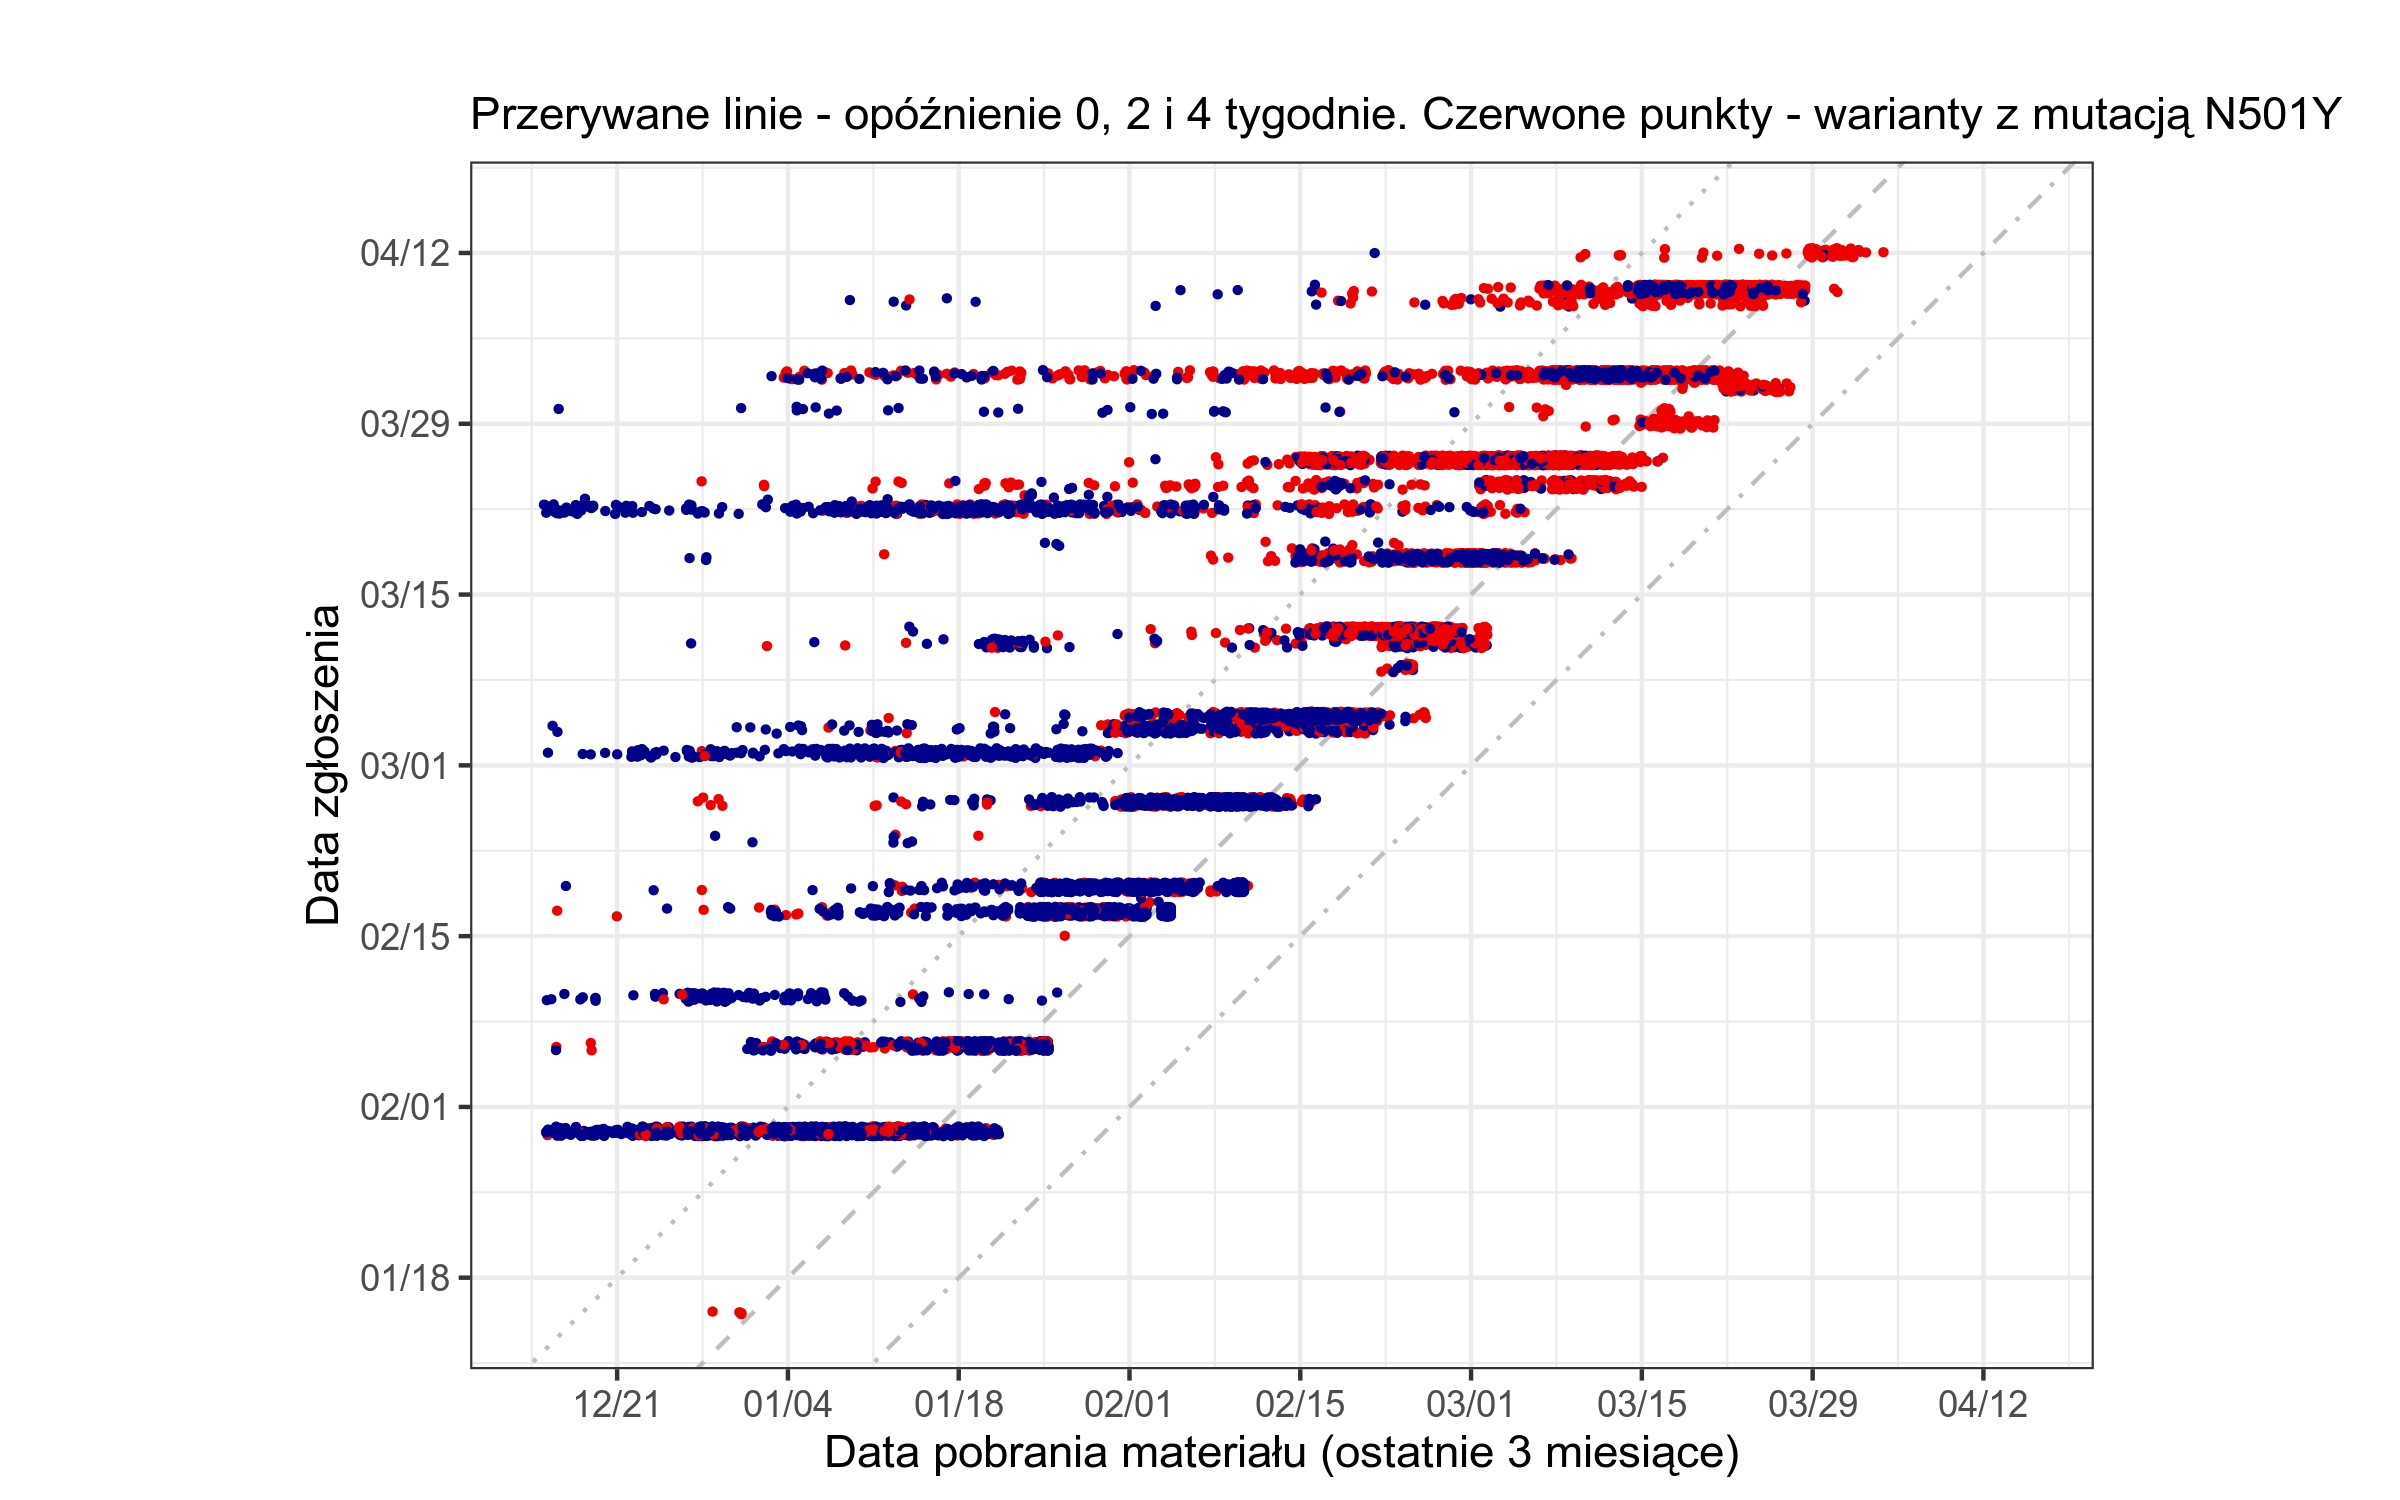 Przerywane linie - opóźnienie 0, 2 i 4 tygodnie. Czerwone punkty - warianty z mutacją N501Y
Data zgłoszenia
04/12
03/29
03/15
03/01
02/15
02/01
01/18
12/21 01/04 01/18 02/01 02/15 03/01 03/15 03/29 04/12
Data pobrania materiału (ostatnie 3 miesiące)